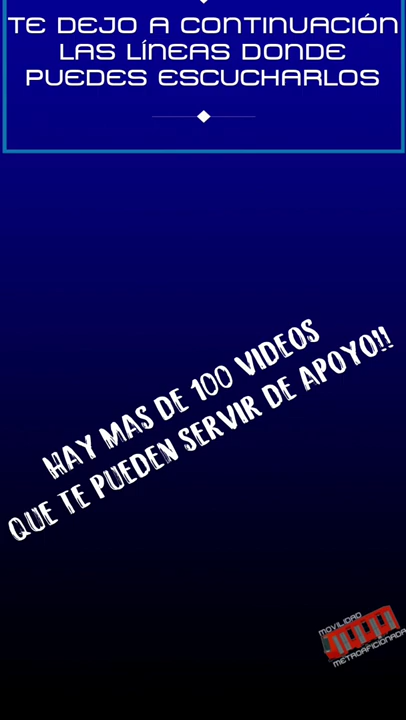 TE DEJO A CONTINUACIÓN
LAS LÍNEAS DONDE
PUEDES ESCUCHARLOS
HAY MAS DE 100 VIDEOS
QUE TE PUEDEN SERVIR DE APOYO!!
MOVILIDAD
METROAFICIONADA